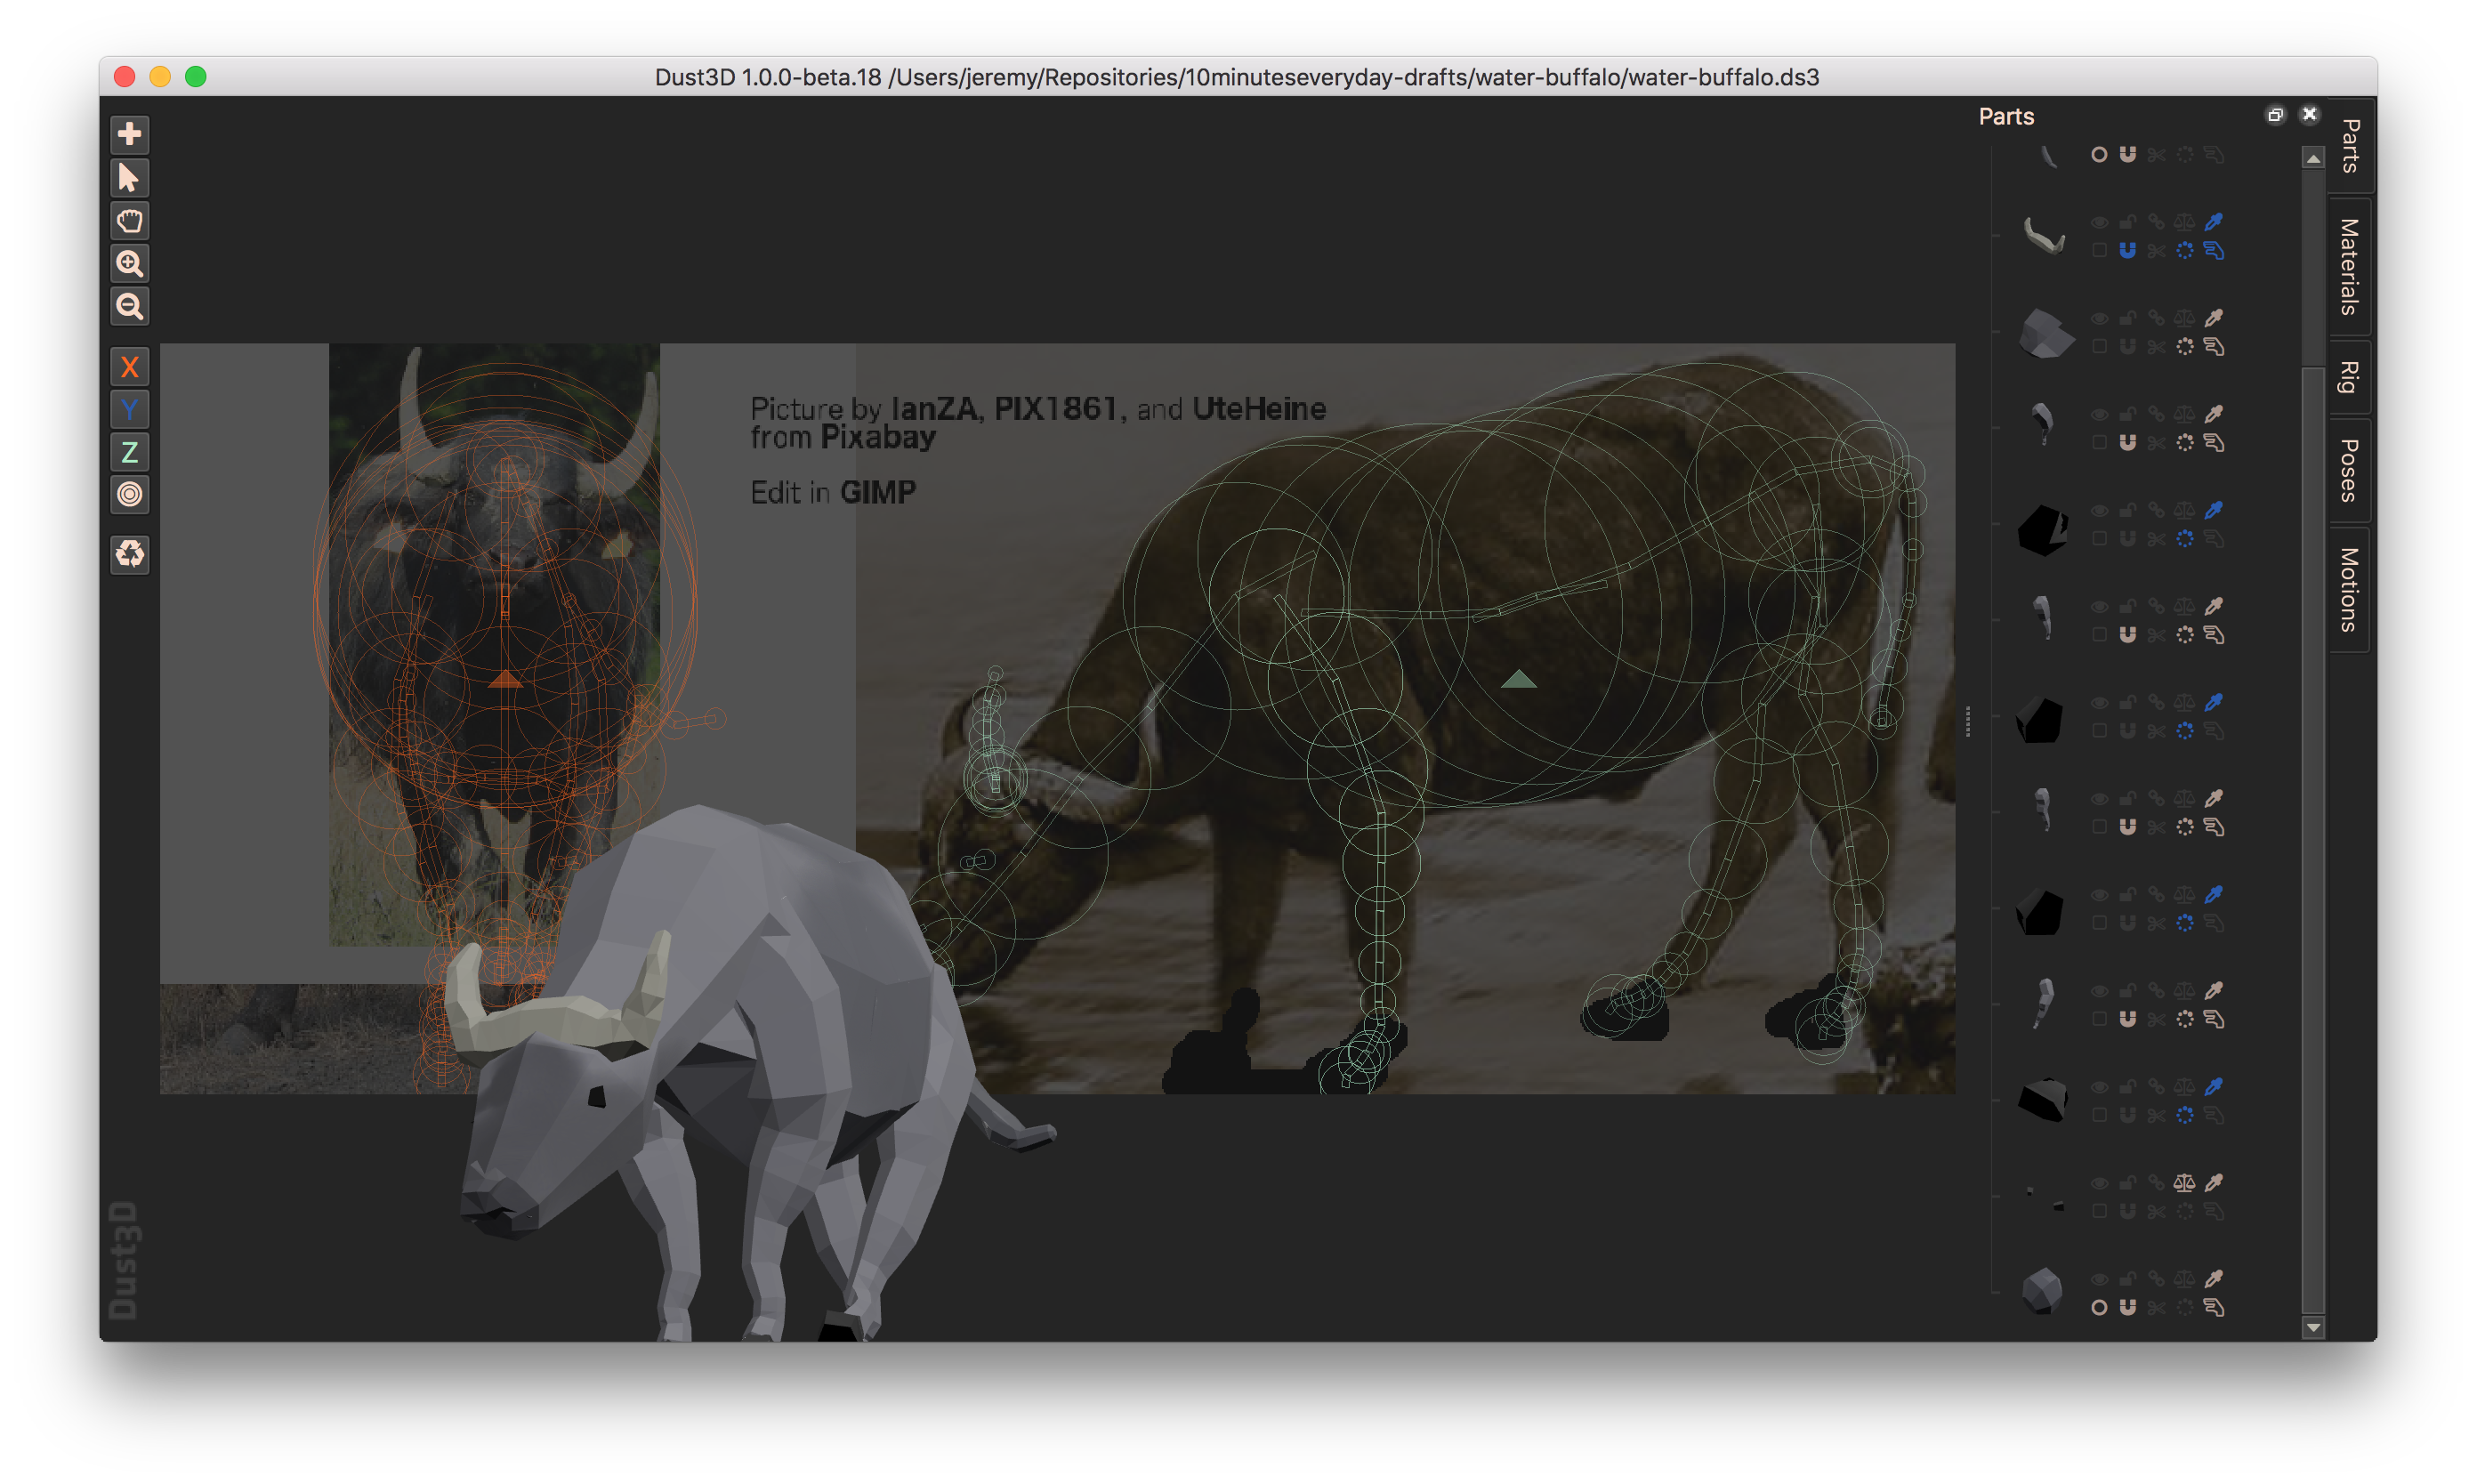 Dust3D 1.0.0-beta.18 /Users/jeremy/Repositories/10minuteseveryday-drafts/water-buffalo/water-buffalo.ds3
Parts
X
Y
Z
Picture by IanZA, PIX1861, and UteHeine
from Pixabay
Edit in GIMP
Parts
Materials
Rig
Poses
Motions
Dust3D